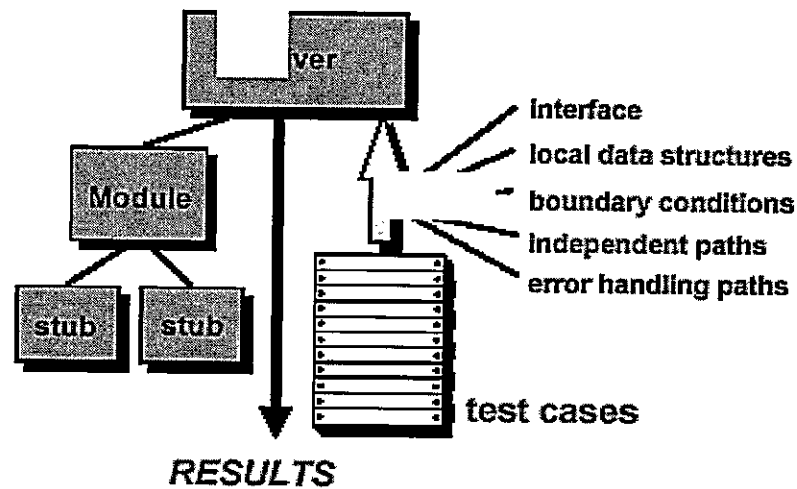 ver
interface
local data structures
boundary conditions
independent paths
error handling paths
Module
stub
stub
test cases
RESULTS